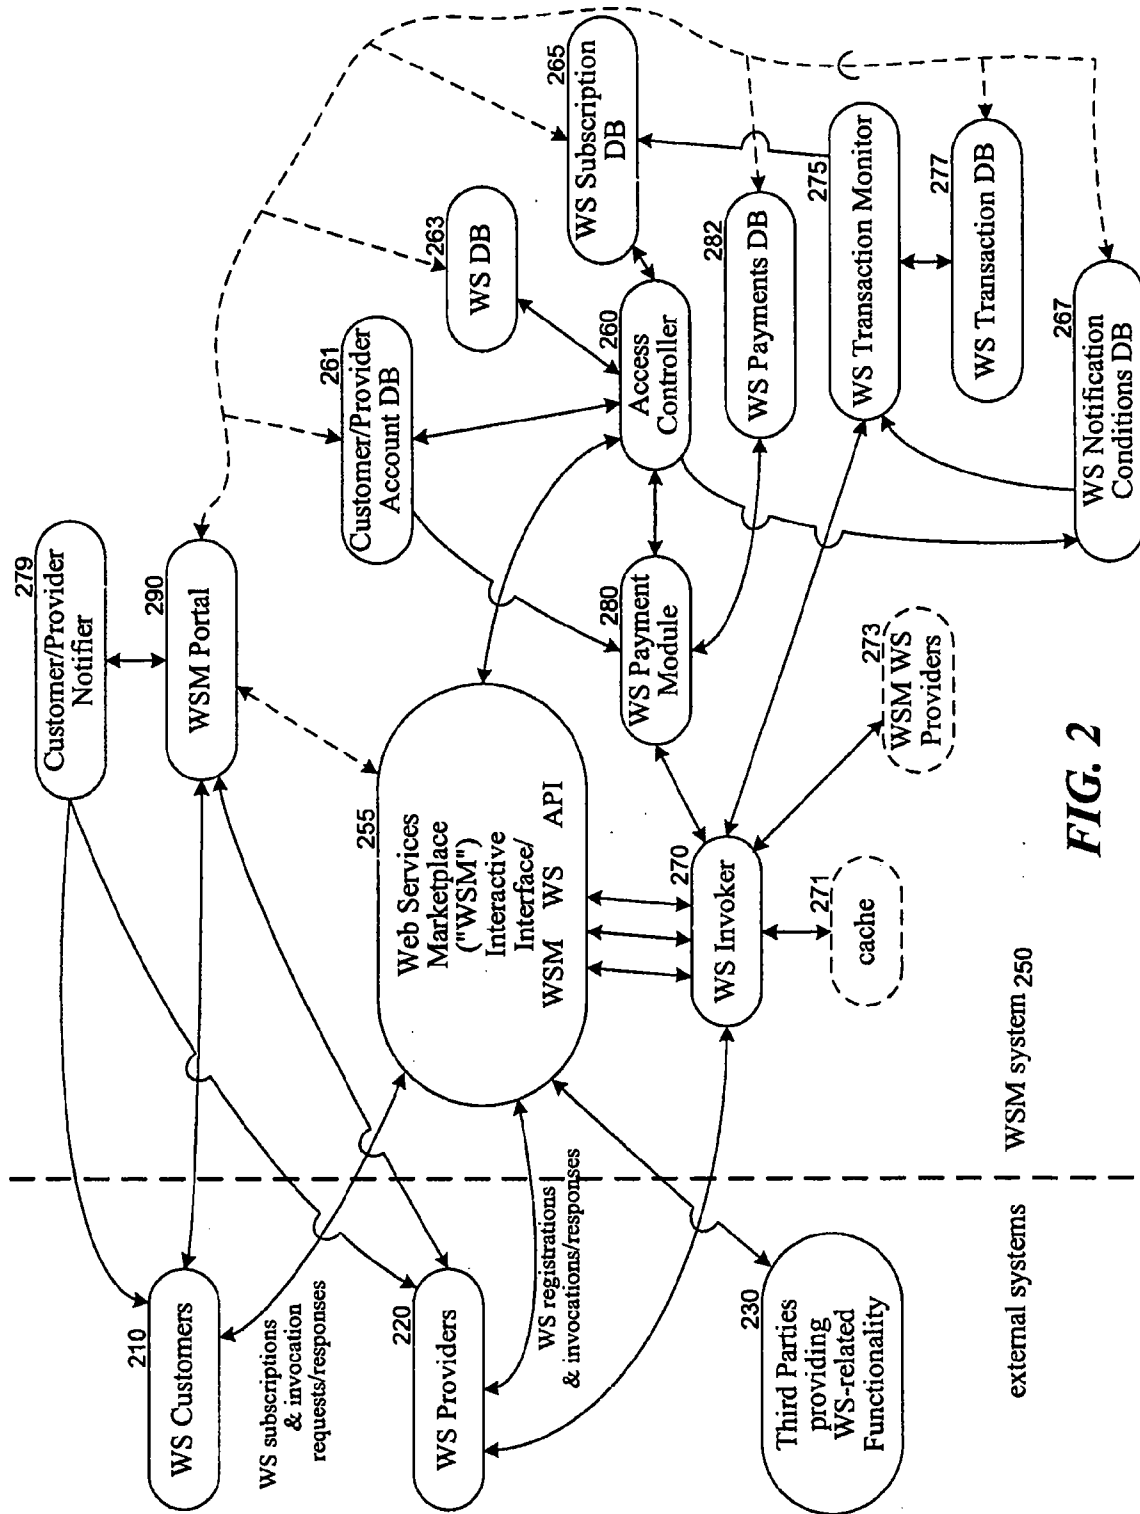 Customer/Provider
Notifier
279
WSM Portal
290
Customer/Provider
Account DB
261
WS DB
263
WS Subscription
DB
265
WS Customers
210
WS subscriptions
& invocation
requests/responses
Web Services
Marketplace
("WSM")
Interactive
Interface/
WSM WS API
255
Access
Controller
260
WS Payment
Module
280
WS Payments DB
282
WS Transaction Monitor
275
WS Transaction DB
277
WS Notification
Conditions DB
267
WS Providers
220
WS registrations
& invocations/responses
WS Invoker
270
cache
271
WSM WS
Providers
273
Third Parties
providing
WS-related
Functionality
230
external systems
WSM system 250
FIG. 2